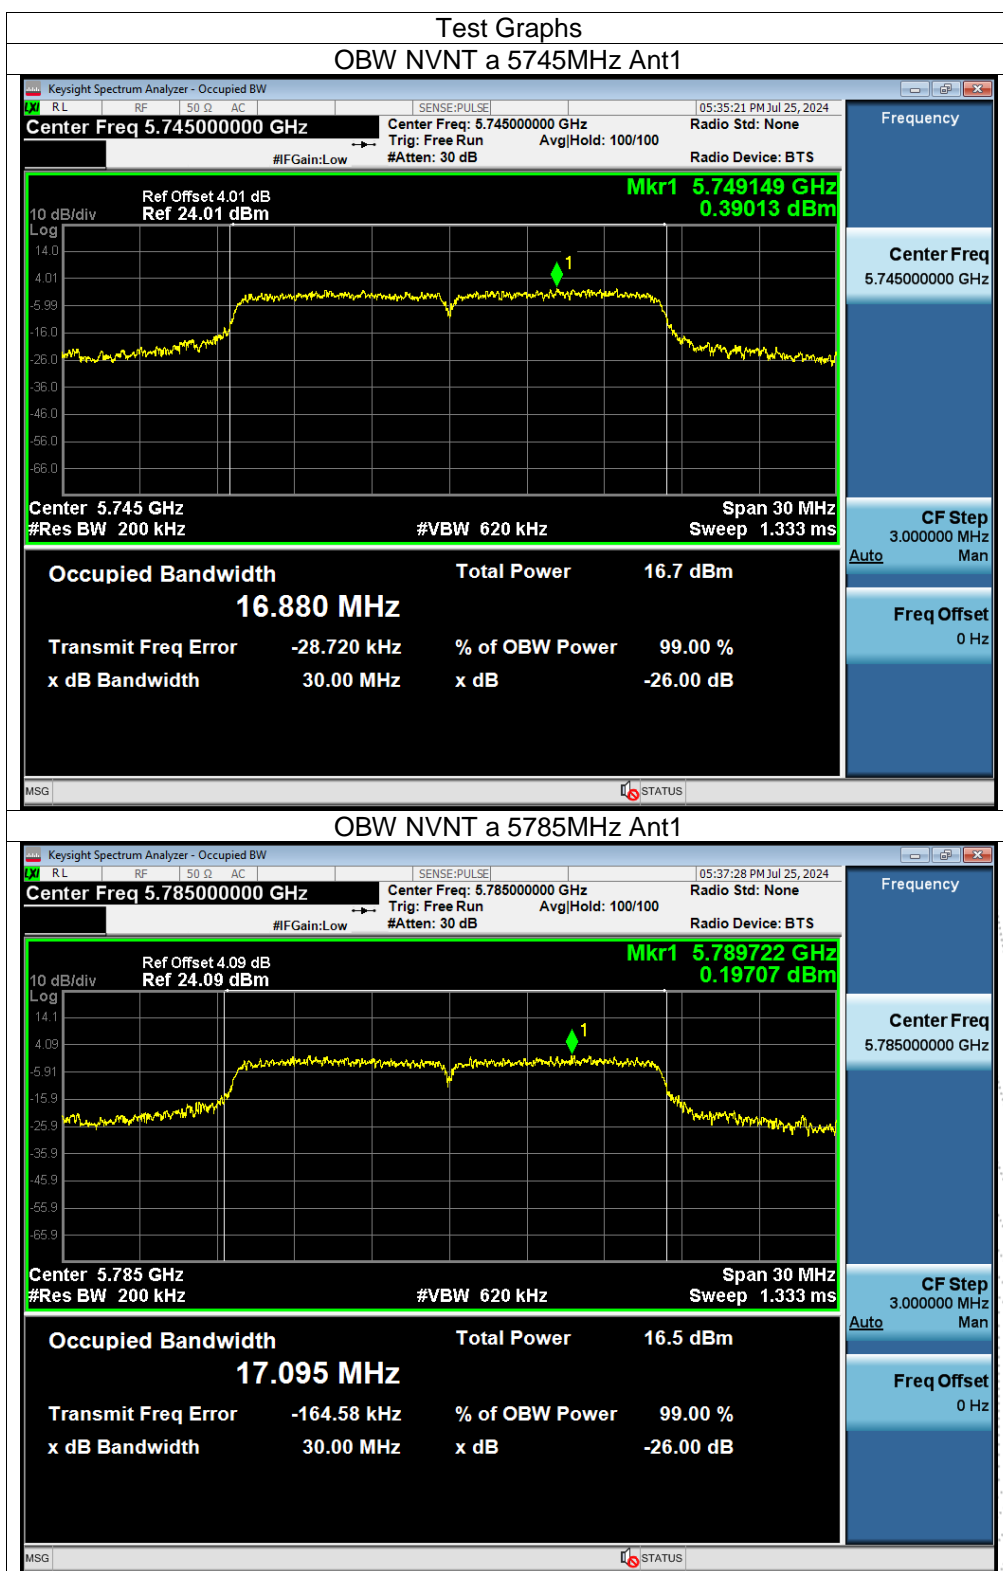 Test Graphs
OBW NVNT a 5745MHz Ant1
Keysight Spectrum Analyzer - Occupied BW
LXI RL RF 50 Ω AC SENSE:PULSE 05:35:21 PM Jul 25, 2024
Center Freq 5.745000000 GHz Center Freq: 5.745000000 GHz Radio Std: None Frequency
Trig: Free Run Avg|Hold: 100/100
#IFGain:Low #Atten: 30 dB Radio Device: BTS
Mkr1 5.749149 GHz
Ref Offset 4.01 dB
10 dB/div Ref 24.01 dBm 0.39013 dBm
Log
14.0
4.01
-5.99
-16.0
-26.0
-36.0
-46.0
-56.0
-66.0
1
Center Freq
5.745000000 GHz
Center 5.745 GHz Span 30 MHz
#Res BW 200 kHz #VBW 620 kHz Sweep 1.333 ms
CF Step
3.000000 MHz
Auto Man
Occupied Bandwidth Total Power 16.7 dBm
16.880 MHz
Freq Offset
0 Hz
Transmit Freq Error -28.720 kHz % of OBW Power 99.00 %
x dB Bandwidth 30.00 MHz x dB -26.00 dB
MSG STATUS
OBW NVNT a 5785MHz Ant1
Keysight Spectrum Analyzer - Occupied BW
LXI RL RF 50 Ω AC SENSE:PULSE 05:37:28 PM Jul 25, 2024
Center Freq 5.785000000 GHz Center Freq: 5.785000000 GHz Radio Std: None Frequency
Trig: Free Run Avg|Hold: 100/100
#IFGain:Low #Atten: 30 dB Radio Device: BTS
Mkr1 5.789722 GHz
Ref Offset 4.09 dB
10 dB/div Ref 24.09 dBm 0.19707 dBm
Log
14.1
4.09
-5.91
-15.9
-25.9
-35.9
-45.9
-55.9
-65.9
1
Center Freq
5.785000000 GHz
Center 5.785 GHz Span 30 MHz
#Res BW 200 kHz #VBW 620 kHz Sweep 1.333 ms
CF Step
3.000000 MHz
Auto Man
Occupied Bandwidth Total Power 16.5 dBm
17.095 MHz
Freq Offset
0 Hz
Transmit Freq Error -164.58 kHz % of OBW Power 99.00 %
x dB Bandwidth 30.00 MHz x dB -26.00 dB
MSG STATUS